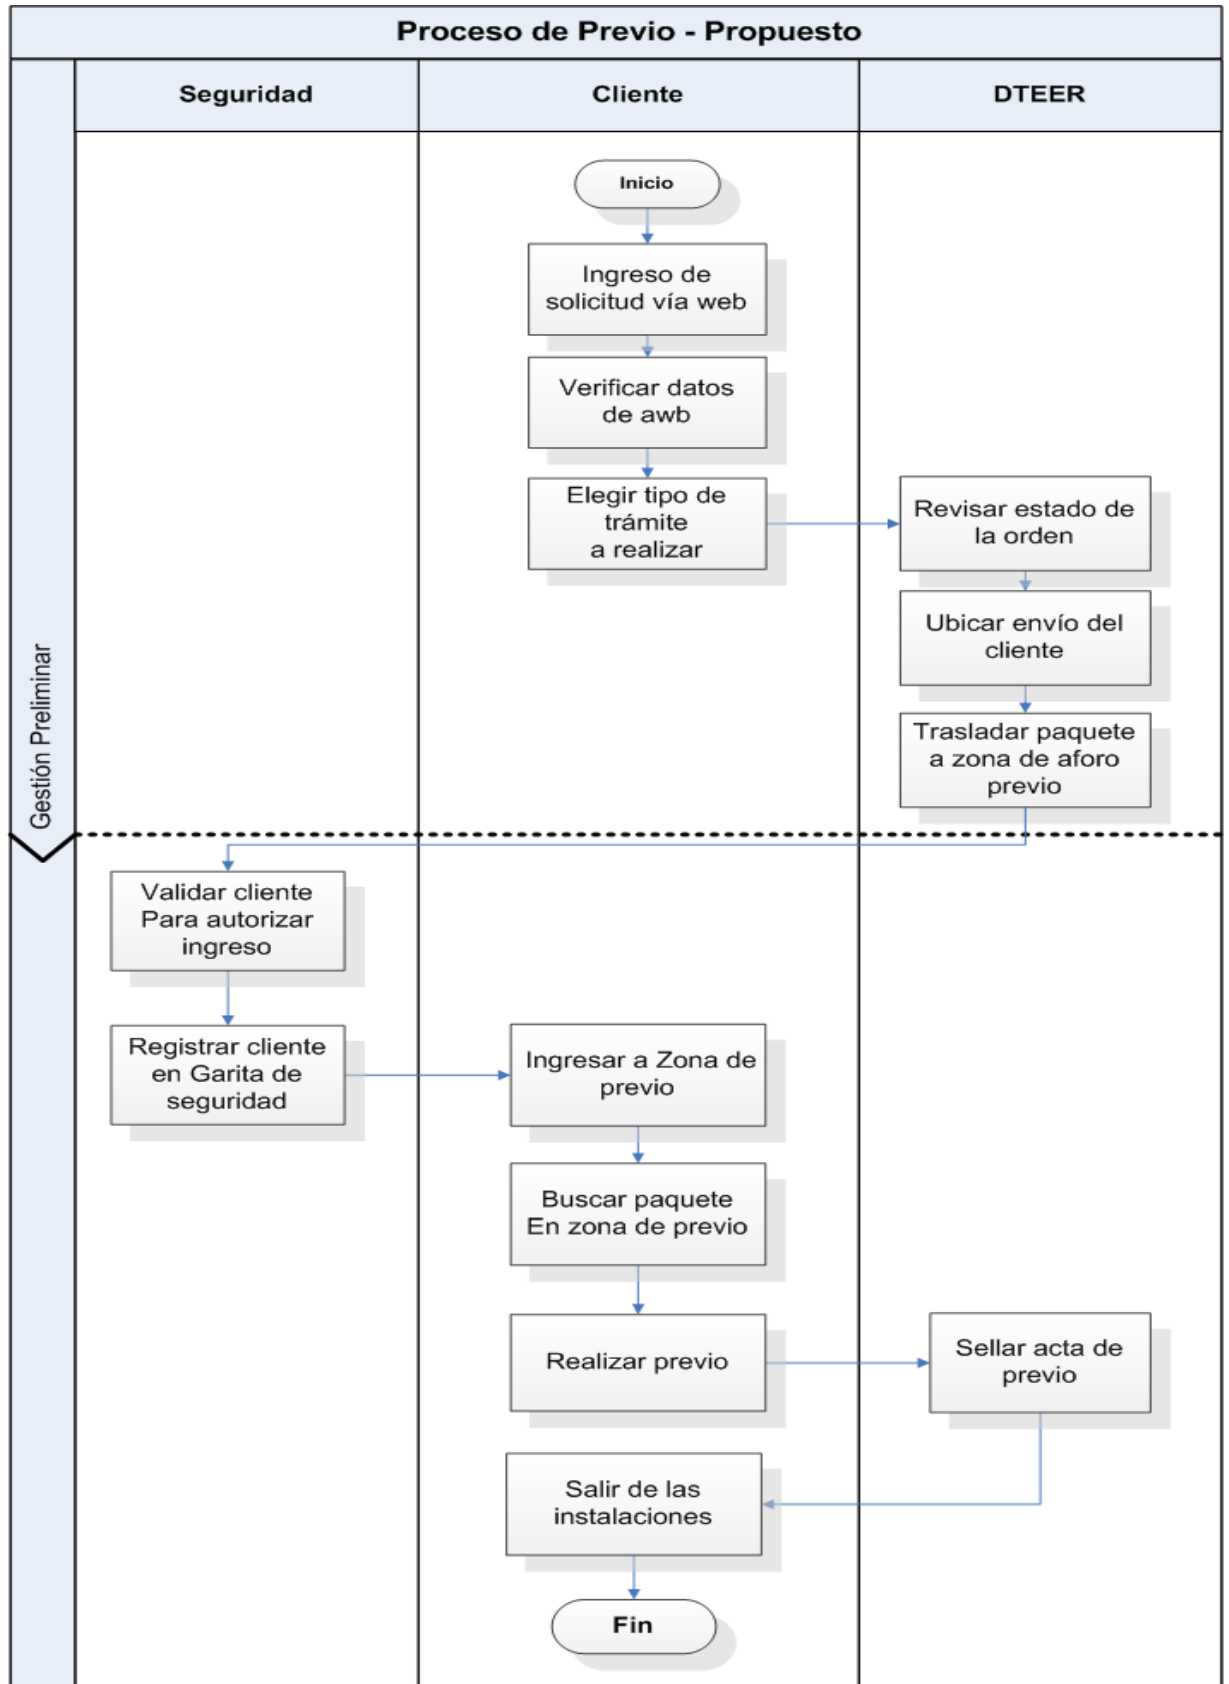 Proceso de Previo - Propuesto
Seguridad
Cliente
DTEER
Gestión Preliminar
Inicio
Ingreso de
solicitud vía web
Verificar datos
de awb
Elegir tipo de
trámite
a realizar
Revisar estado de
la orden
Ubicar envío del
cliente
Trasladar paquete
a zona de aforo
previo
Validar cliente
Para autorizar
ingreso
Registrar cliente
en Garita de
seguridad
Ingresar a Zona de
previo
Buscar paquete
En zona de previo
Realizar previo
Sellar acta de
previo
Salir de las
instalaciones
Fin